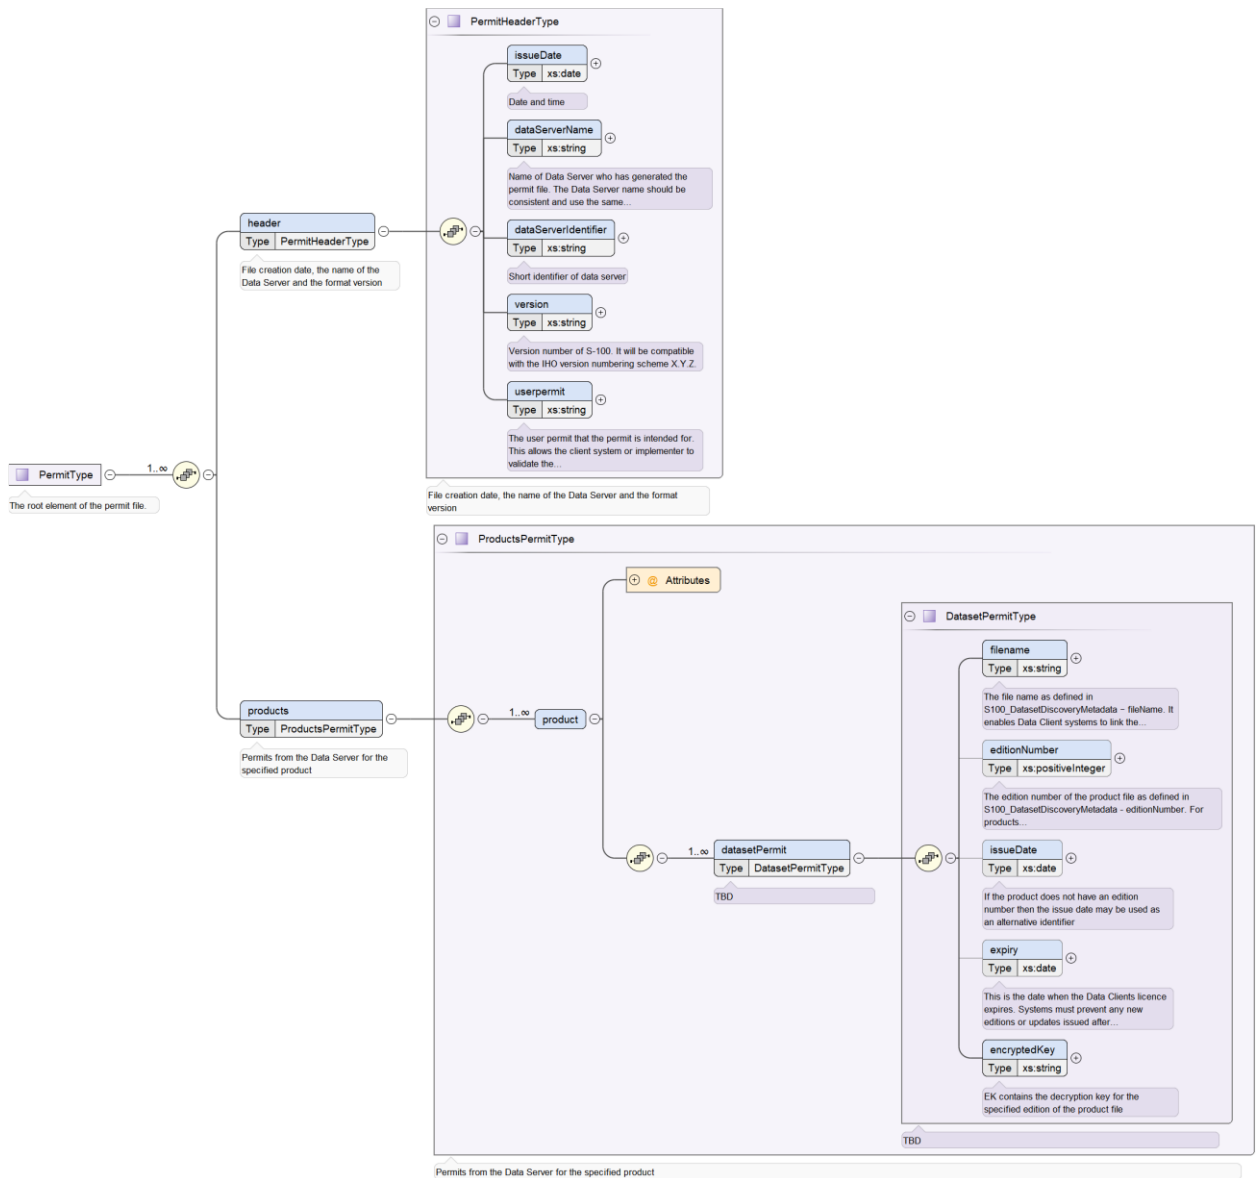 PermitHeaderType
issueDate
Type xs:date
Date and time
dataServerName
Type xs:string
Name of Data Server who has generated the
permit file. The Data Server name should be
consistent and use the same...
dataServerIdentifier
Type xs:string
Short identifier of data server
version
Type xs:string
Version number of S-100. It will be compatible
with the IHO version numbering scheme X.Y.Z.
userpermit
Type xs:string
The user permit that the permit is intended for.
This allows the client system or implementer to
validate the...
File creation date, the name of the Data Server and the format
version
header
Type PermitHeaderType
File creation date, the name of the
Data Server and the format version
PermitType
1..∞
The root element of the permit file.
products
Type ProductsPermitType
Permits from the Data Server for the
specified product
ProductsPermitType
@ Attributes
1..∞
product
1..∞
datasetPermit
Type DatasetPermitType
TBD
DatasetPermitType
filename
Type xs:string
The file name as defined in
S100_DatasetDiscoveryMetadata − fileName. It
enables Data Client systems to link the...
editionNumber
Type xs:positiveInteger
The edition number of the product file as defined in
S100_DatasetDiscoveryMetadata - editionNumber. For
products...
issueDate
Type xs:date
If the product does not have an edition
number then the issue date may be used as
an alternative identifier
expiry
Type xs:date
This is the date when the Data Clients licence
expires. Systems must prevent any new
editions or updates issued after...
encryptedKey
Type xs:string
EK contains the decryption key for the
specified edition of the product file
TBD
Permits from the Data Server for the specified product